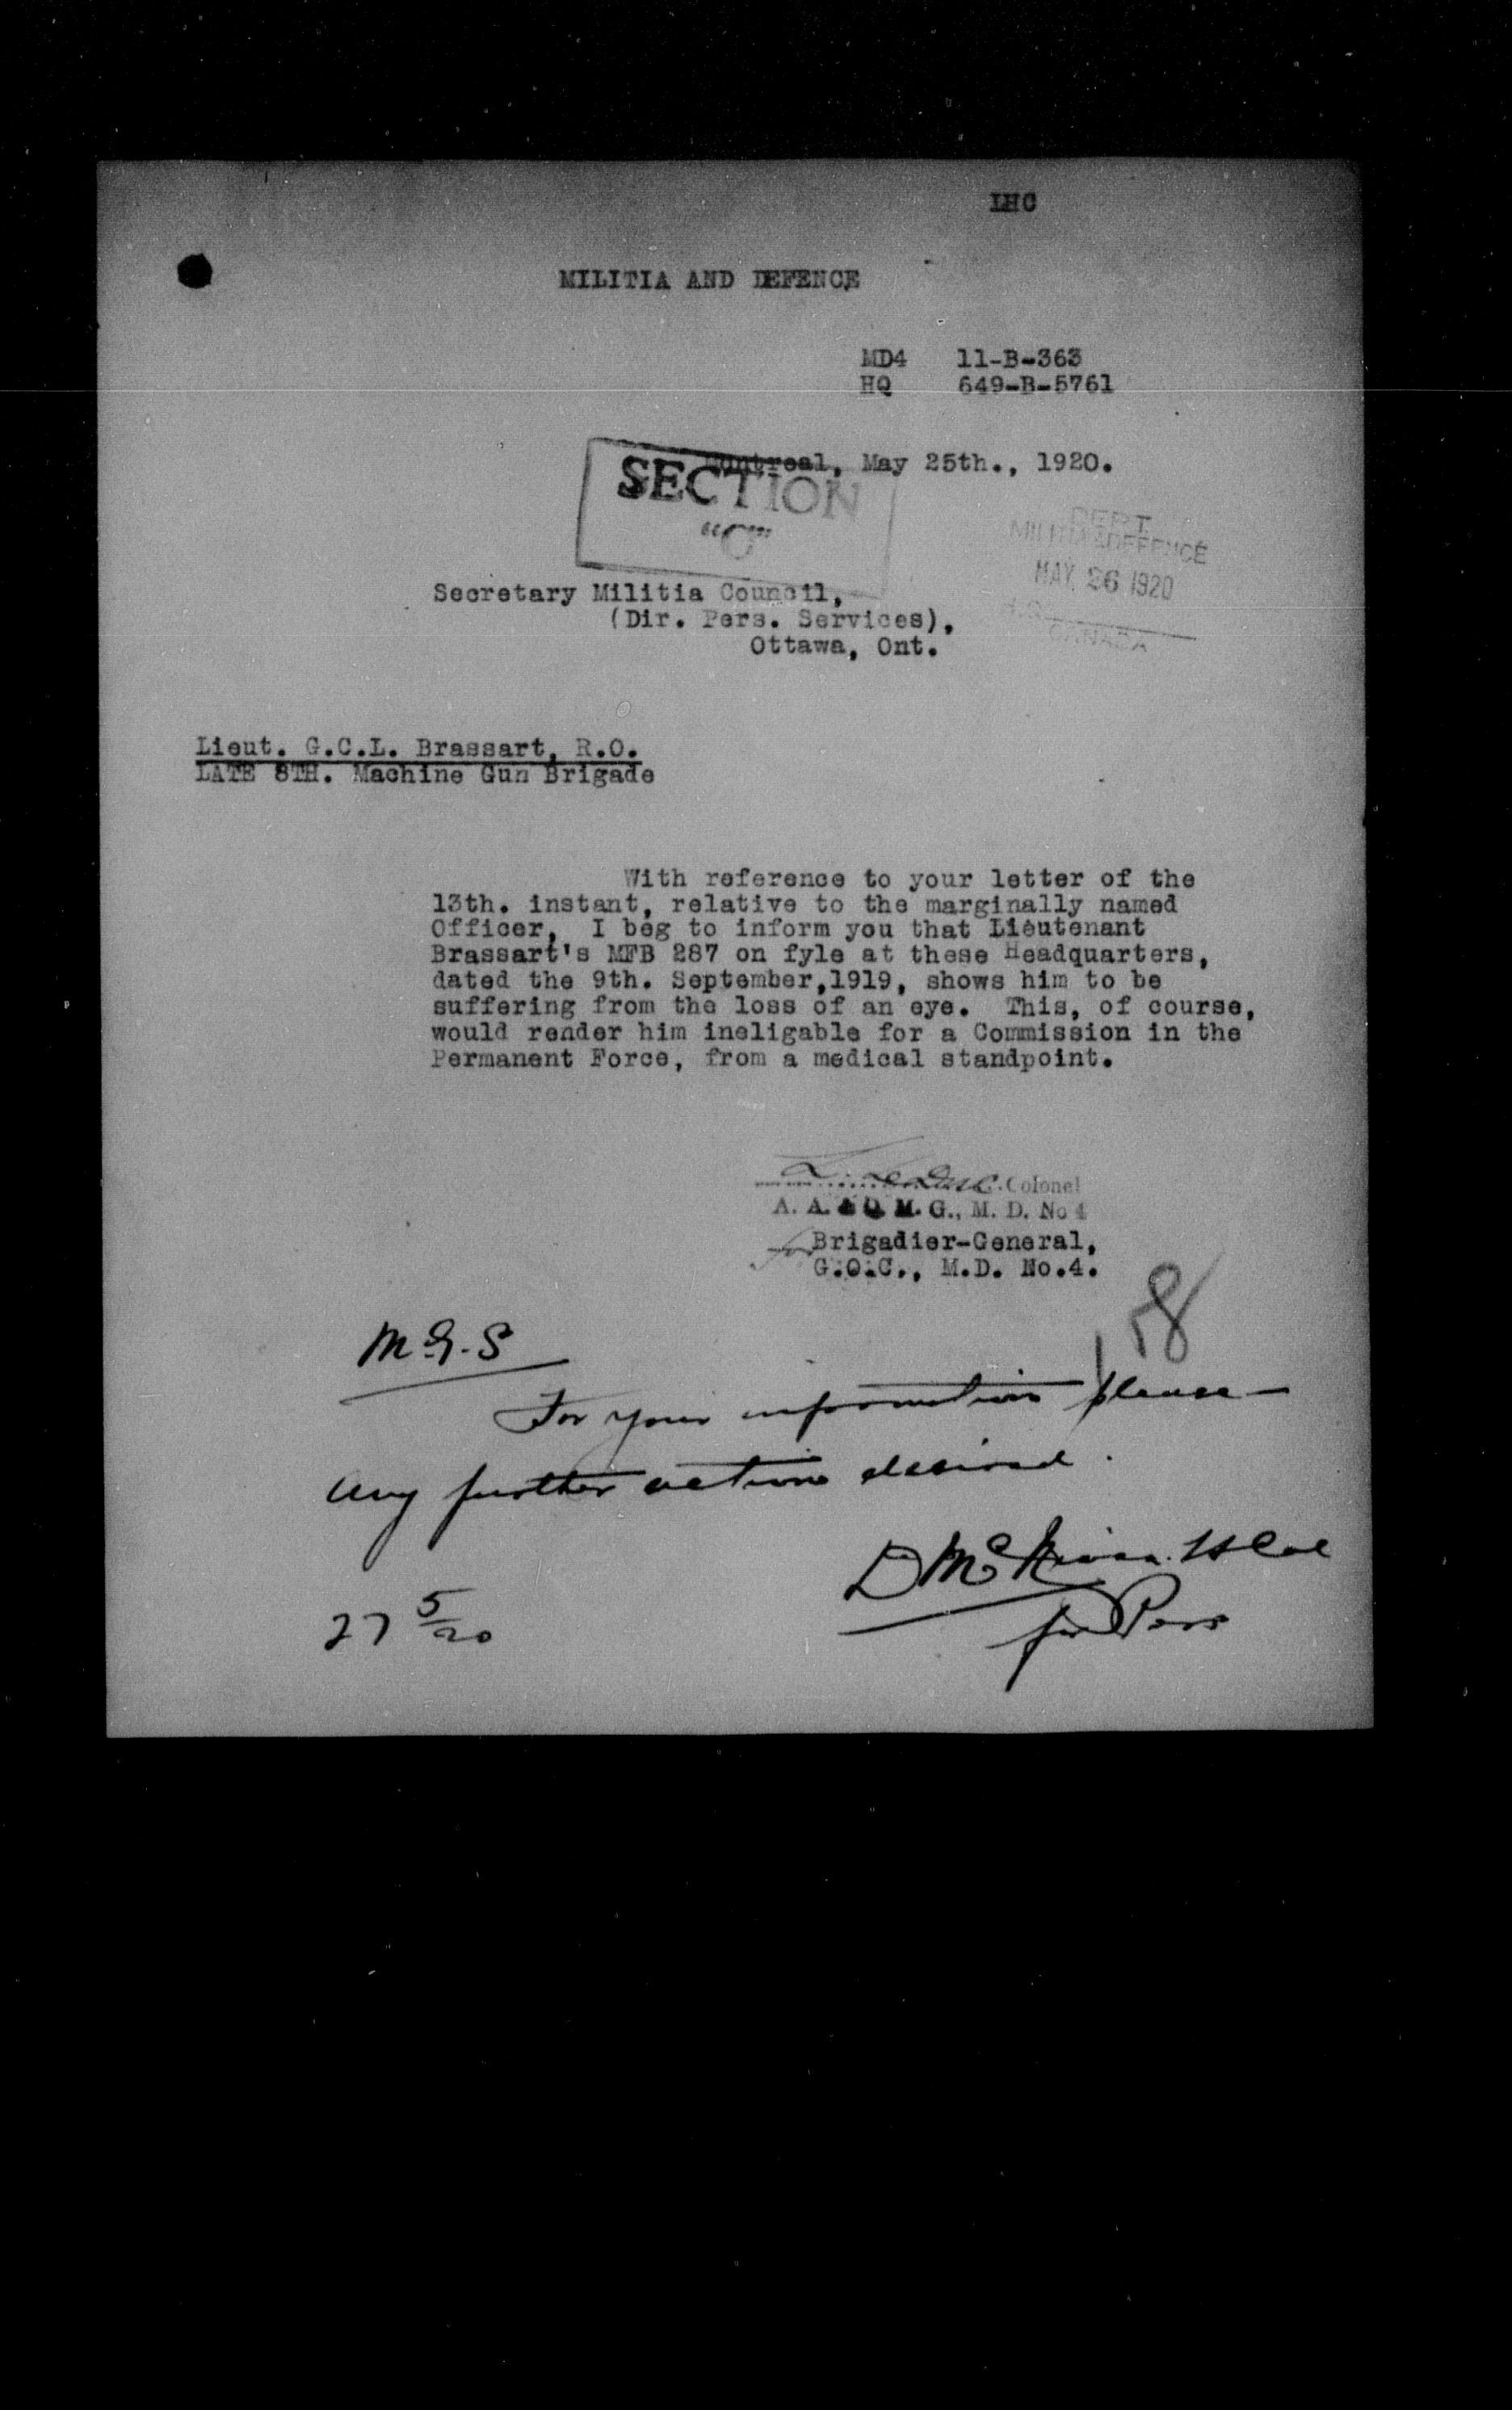 LHC
MILITIA AND DEFENCE
MD4 11-B-363
HQ 649-B-5761
Montreal, May 25th., 1920.
SECTION
"C"
DEPT.
MILITIA & DEFENCE
MAY 26 1920
H.Q.
CANADA
Secretary Militia Council,
(Dir. Pers. Services),
Ottawa, Ont.
Lieut. G.C.L. Brassart, R.O.
LATE 8TH. Machine Gun Brigade
With reference to your letter of the
13th. instant, relative to the marginally named
Officer, I beg to inform you that Lieutenant
Brassart's MFB 287 on fyle at these Headquarters,
dated the 9th. September,1919, shows him to be
suffering from the loss of an eye. This, of course,
would render him ineligable for a Commission in the
Permanent Force, from a medical standpoint.
Colonel
A. A. & Q. M. G., M. D. No 4
for Brigadier-General,
G.O.C., M.D. No.4.
M.G.S
For your information please —
any further action desired.
D Mc Lt Col
for Pers
27 5/20